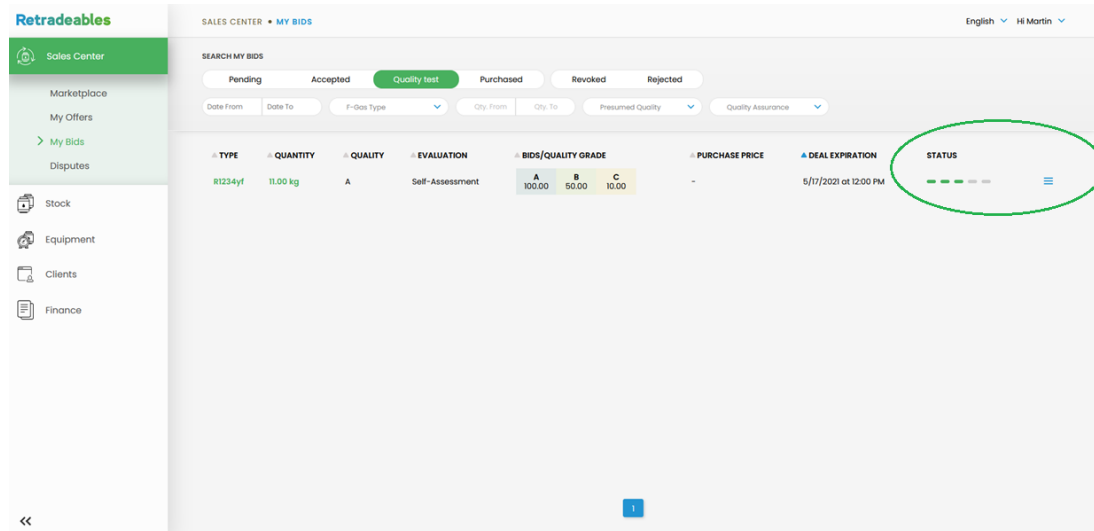 Retradeables
SALES CENTER • MY BIDS
English Hi Martin
Sales Center
Marketplace
My Offers
My Bids
Disputes
Stock
Equipment
Clients
Finance
SEARCH MY BIDS
Pending Accepted Quality test Purchased Revoked Rejected
Date From Date To F-Gas Type Qty. From Qty. To Presumed Quality Quality Assurance
TYPE QUANTITY QUALITY EVALUATION BIDS/QUALITY GRADE PURCHASE PRICE DEAL EXPIRATION STATUS
A B C
R1234yf 11.00 kg A Self-Assessment 100.00 50.00 10.00 - 5/17/2021 at 12:00 PM
1